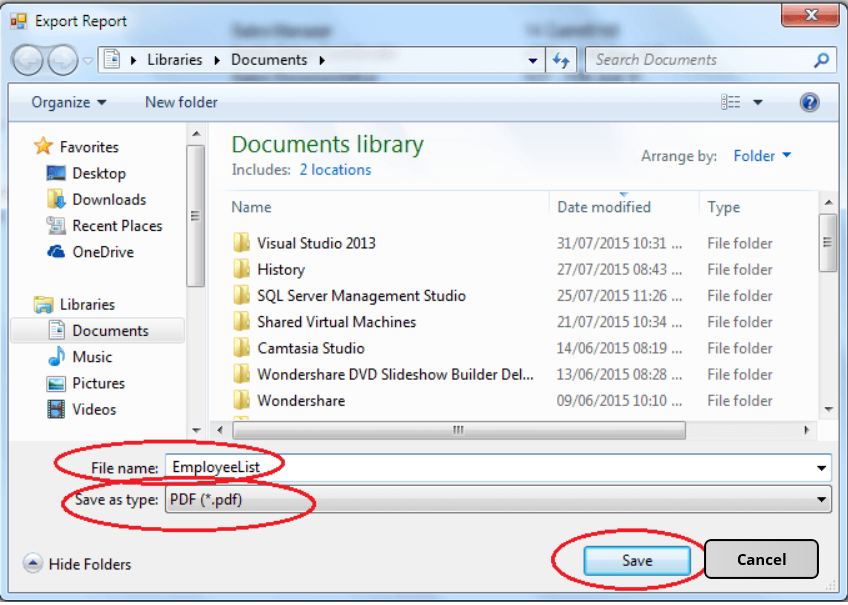 Export Report
Libraries Documents Search Documents
Organize New folder
Favorites
Desktop
Downloads
Recent Places
OneDrive
Libraries
Documents
Music
Pictures
Videos
Documents library
Includes: 2 locations
Arrange by: Folder
Name Date modified Type
Visual Studio 2013 31/07/2015 10:31 ... File folder
History 27/07/2015 08:43 ... File folder
SQL Server Management Studio 25/07/2015 11:26 ... File folder
Shared Virtual Machines 21/07/2015 10:34 ... File folder
Camtasia Studio 14/06/2015 08:19 ... File folder
Wondershare DVD Slideshow Builder Del... 13/06/2015 08:28 ... File folder
Wondershare 09/06/2015 10:10 ... File folder
File name: EmployeeList
Save as type: PDF (*.pdf)
Hide Folders Save Cancel